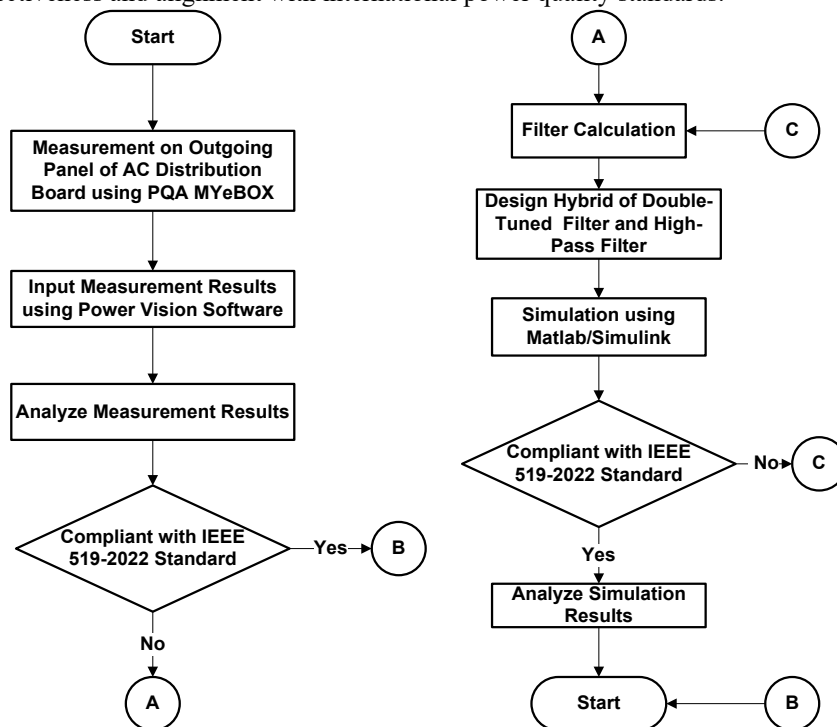 ectiveness and alignment with international power quality standards.
Start
Measurement on Outgoing
Panel of AC Distribution
Board using PQA MYeBOX
Input Measurement Results
using Power Vision Software
Analyze Measurement Results
Compliant with IEEE
519-2022 Standard
Yes
B
No
A
A
Filter Calculation
C
Design Hybrid of Double-
Tuned Filter and High-
Pass Filter
Simulation using
Matlab/Simulink
Compliant with IEEE
519-2022 Standard
No
C
Yes
Analyze Simulation
Results
Start
B